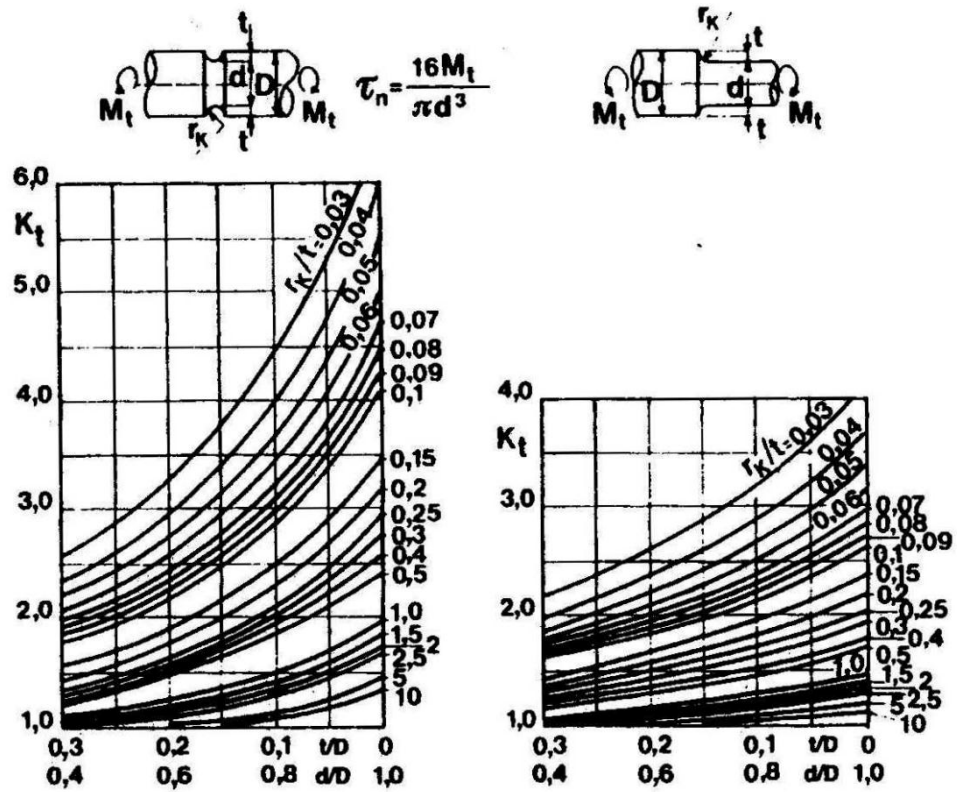 t
d
D
M_t
M_t
r_K
t
τ_n = 16M_t / πd³
r_K
t
D
d
M_t
M_t
t
6,0
K_t
5,0
4,0
3,0
2,0
1,0
r_K/t=0,03
0,04
0,05
0,06
0,07
0,08
0,09
0,1
0,15
0,2
0,25
0,3
0,4
0,5
1,0
1,5
2
2,5
5
10
0,3 0,2 0,1 t/D 0
0,4 0,6 0,8 d/D 1,0
4,0
K_t
3,0
2,0
1,0
r_K/t=0,03
0,04
0,05
0,06
0,07
0,08
0,09
0,1
0,15
0,2
0,25
0,3
0,4
0,5
1,0
1,5
2
2,5
5
10
0,3 0,2 0,1 t/D 0
0,4 0,6 0,8 d/D 1,0